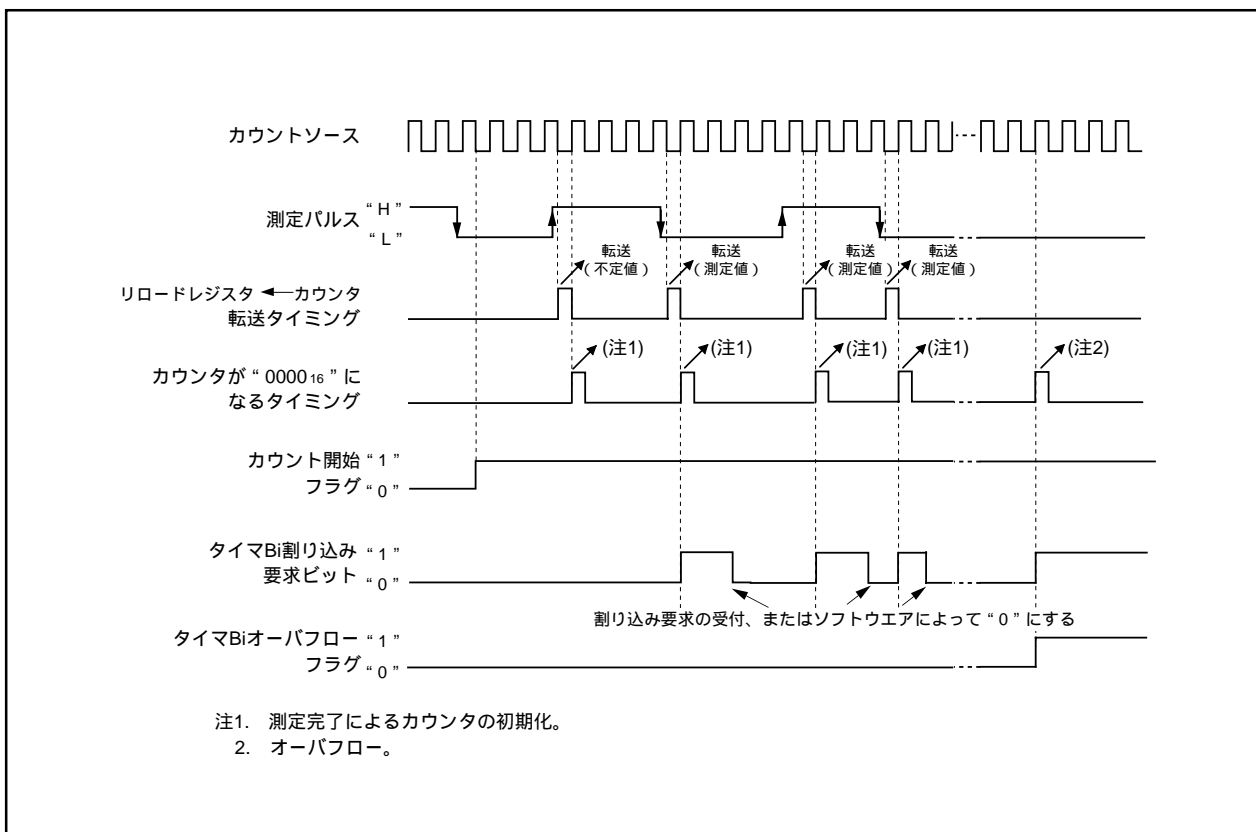 カウントソース
測定パルス “ H ”
“ L ”
転送
( 不定値 )
転送
( 測定値 )
転送
( 測定値 )
転送
( 測定値 )
リロードレジスタ ← カウンタ
転送タイミング
(注1)
(注1)
(注1)
(注1)
(注2)
カウンタが “ 0000₁₆ ” に
なるタイミング
カウント開始 “ 1 ”
フラグ “ 0 ”
タイマBi割り込み “ 1 ”
要求ビット “ 0 ”
割り込み要求の受付、またはソフトウエアによって “ 0 ” にする
タイマBiオーバフロー “ 1 ”
フラグ “ 0 ”
注1. 測定完了によるカウンタの初期化。
2. オーバフロー。